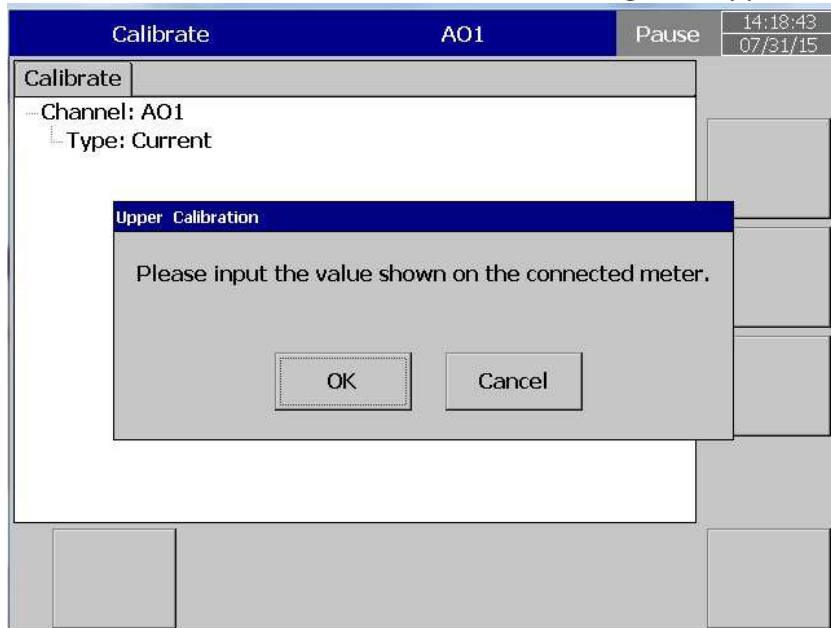 Calibrate AO1 Pause 14:18:43
07/31/15
Calibrate
Channel: AO1
Type: Current
Upper Calibration
Please input the value shown on the connected meter.
OK Cancel